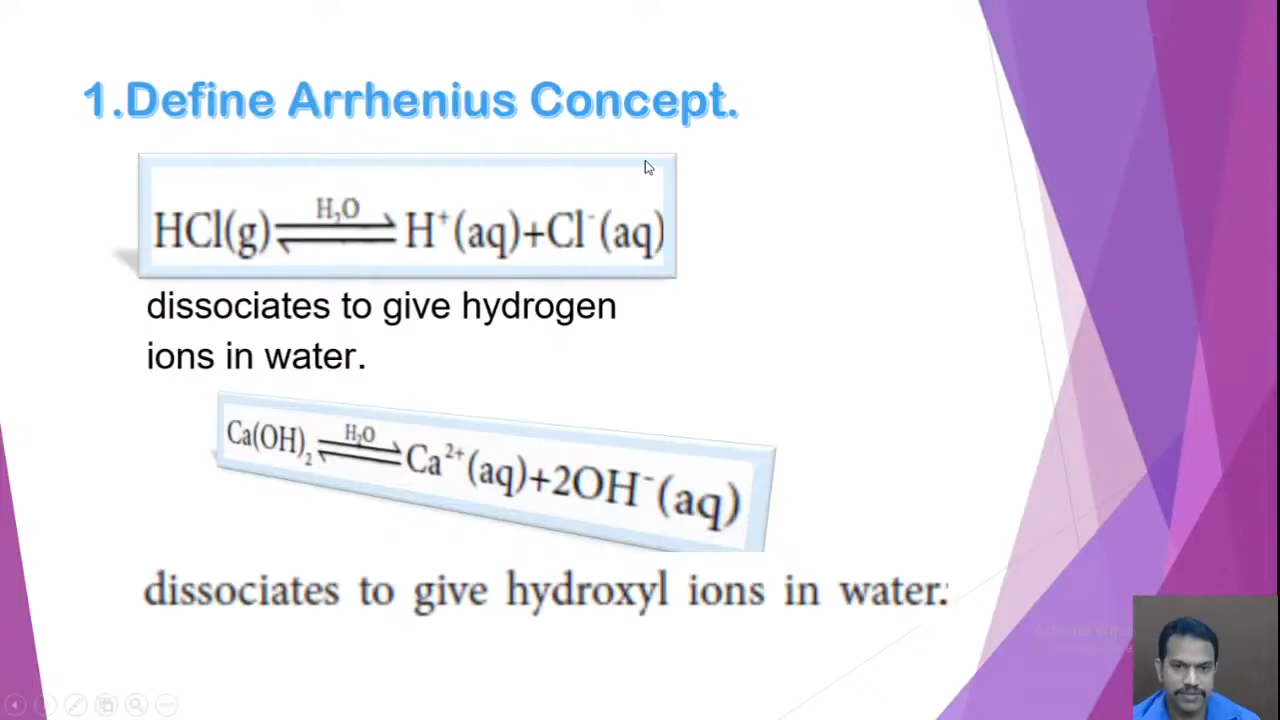 1.Define Arrhenius Concept.
HCl(g) ⇌ H₂O H⁺(aq)+Cl⁻(aq)
dissociates to give hydrogen
ions in water.
Ca(OH)₂ ⇌ H₂O Ca²⁺(aq)+2OH⁻(aq)
dissociates to give hydroxyl ions in water.